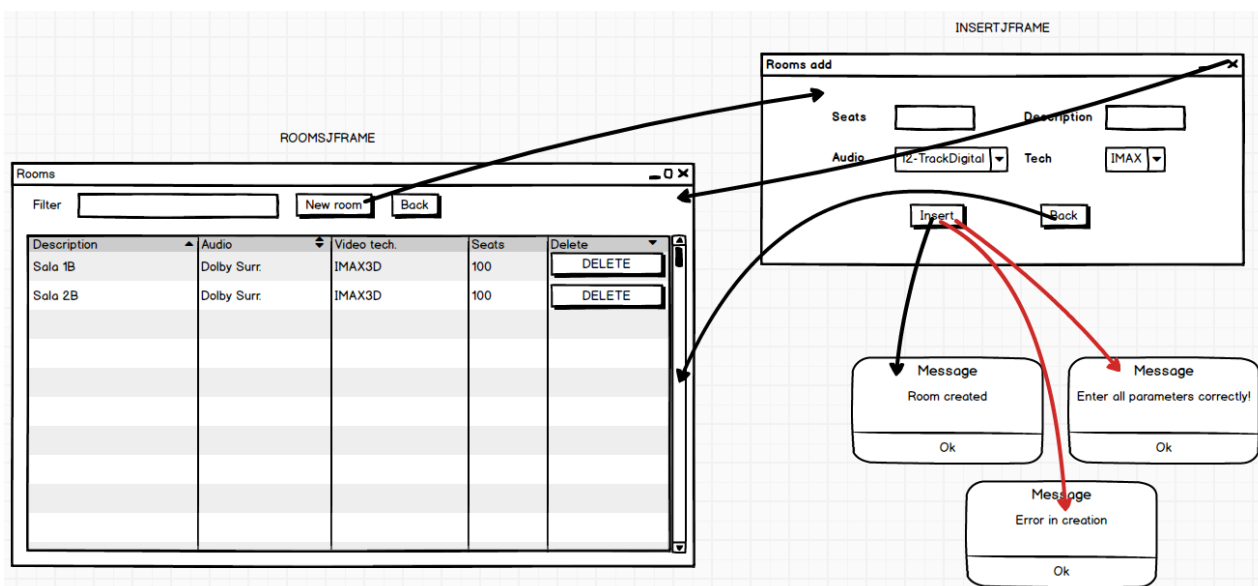 INSERTJFRAME
Rooms add
Seats
Description
Audio
12-TrackDigital
Tech
IMAX
Insert
Back
ROOMSJFRAME
Rooms
Filter
New room
Back
Description Audio Video tech. Seats Delete
Sala 1B Dolby Surr. IMAX3D 100 DELETE
Sala 2B Dolby Surr. IMAX3D 100 DELETE
Message
Room created
Ok
Message
Enter all parameters correctly!
Ok
Message
Error in creation
Ok